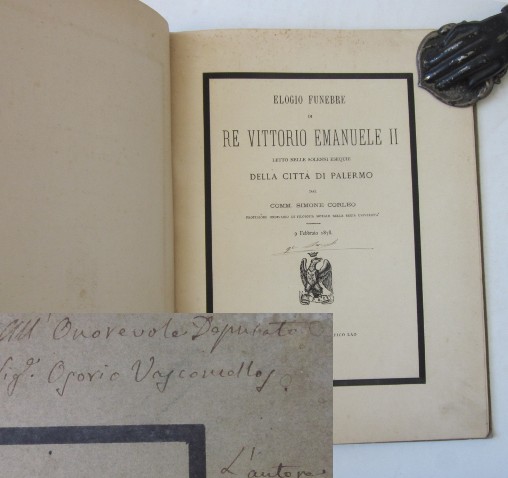 ELOGIO FUNEBRE
DI
RE VITTORIO EMANUELE II
LETTO NELLE SOLENNI ESEQUIE
DELLA CITTÀ DI PALERMO
DAL
COMM. SIMONE CORLEO
9 Febbraio 1878
All' Onorevole Deputato
Sig. Osorio Vasconcellos
L'autore